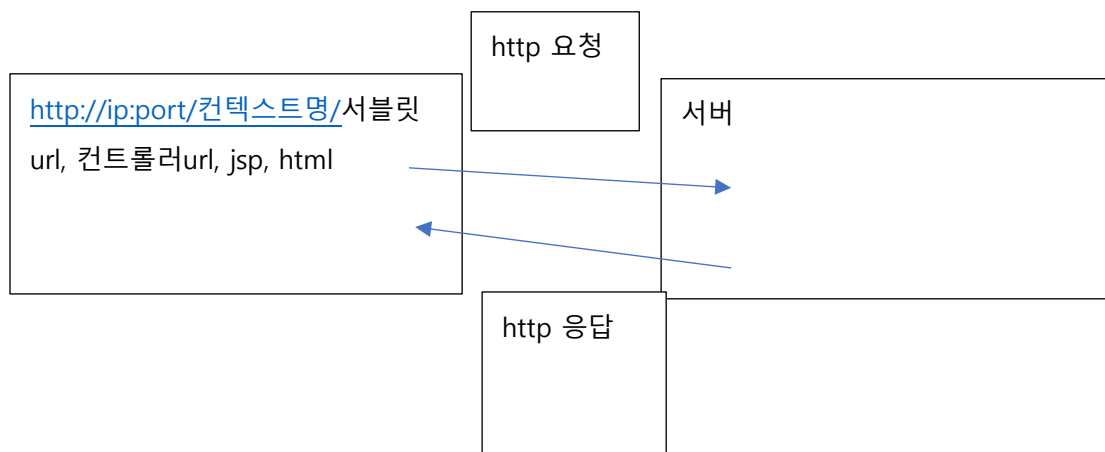 http 요청
http://ip:port/컨텍스트명/서블릿
url, 컨트롤러url, jsp, html
서버
http 응답